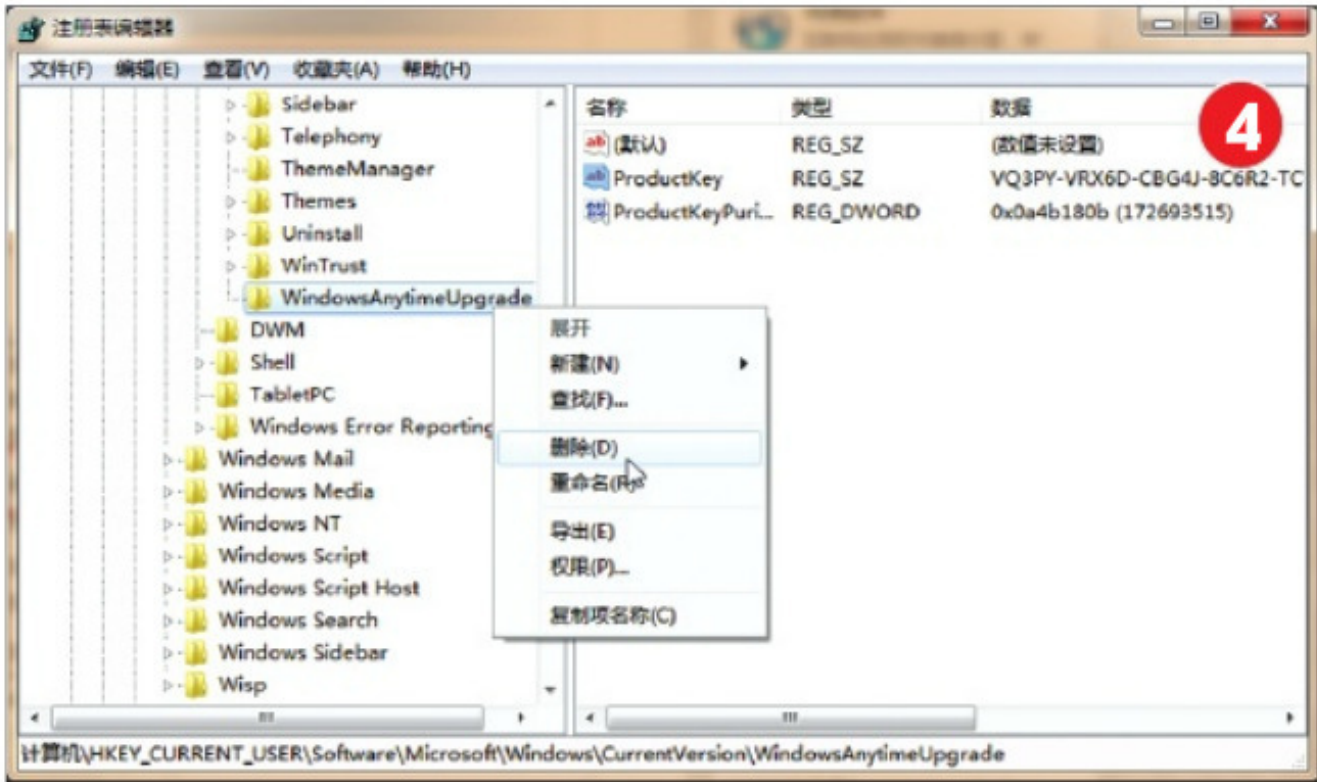 注册表编辑器
文件(F) 编辑(E) 查看(V) 收藏夹(A) 帮助(H)
Sidebar
Telephony
ThemeManager
Themes
Uninstall
WinTrust
WindowsAnytimeUpgrade
DWM
Shell
TabletPC
Windows Error Reporting
Windows Mail
Windows Media
Windows NT
Windows Script
Windows Script Host
Windows Search
Windows Sidebar
Wisp
名称 类型 数据
(默认) REG_SZ (数值未设置)
ProductKey REG_SZ VQ3PY-VRX6D-CBG4J-8C6R2-TC
ProductKeyPuri... REG_DWORD 0x0a4b180b (172693515)
4
展开
新建(N)
查找(F)...
删除(D)
重命名(R)
导出(E)
权限(P)...
复制项名称(C)
计算机\HKEY_CURRENT_USER\Software\Microsoft\Windows\CurrentVersion\WindowsAnytimeUpgrade